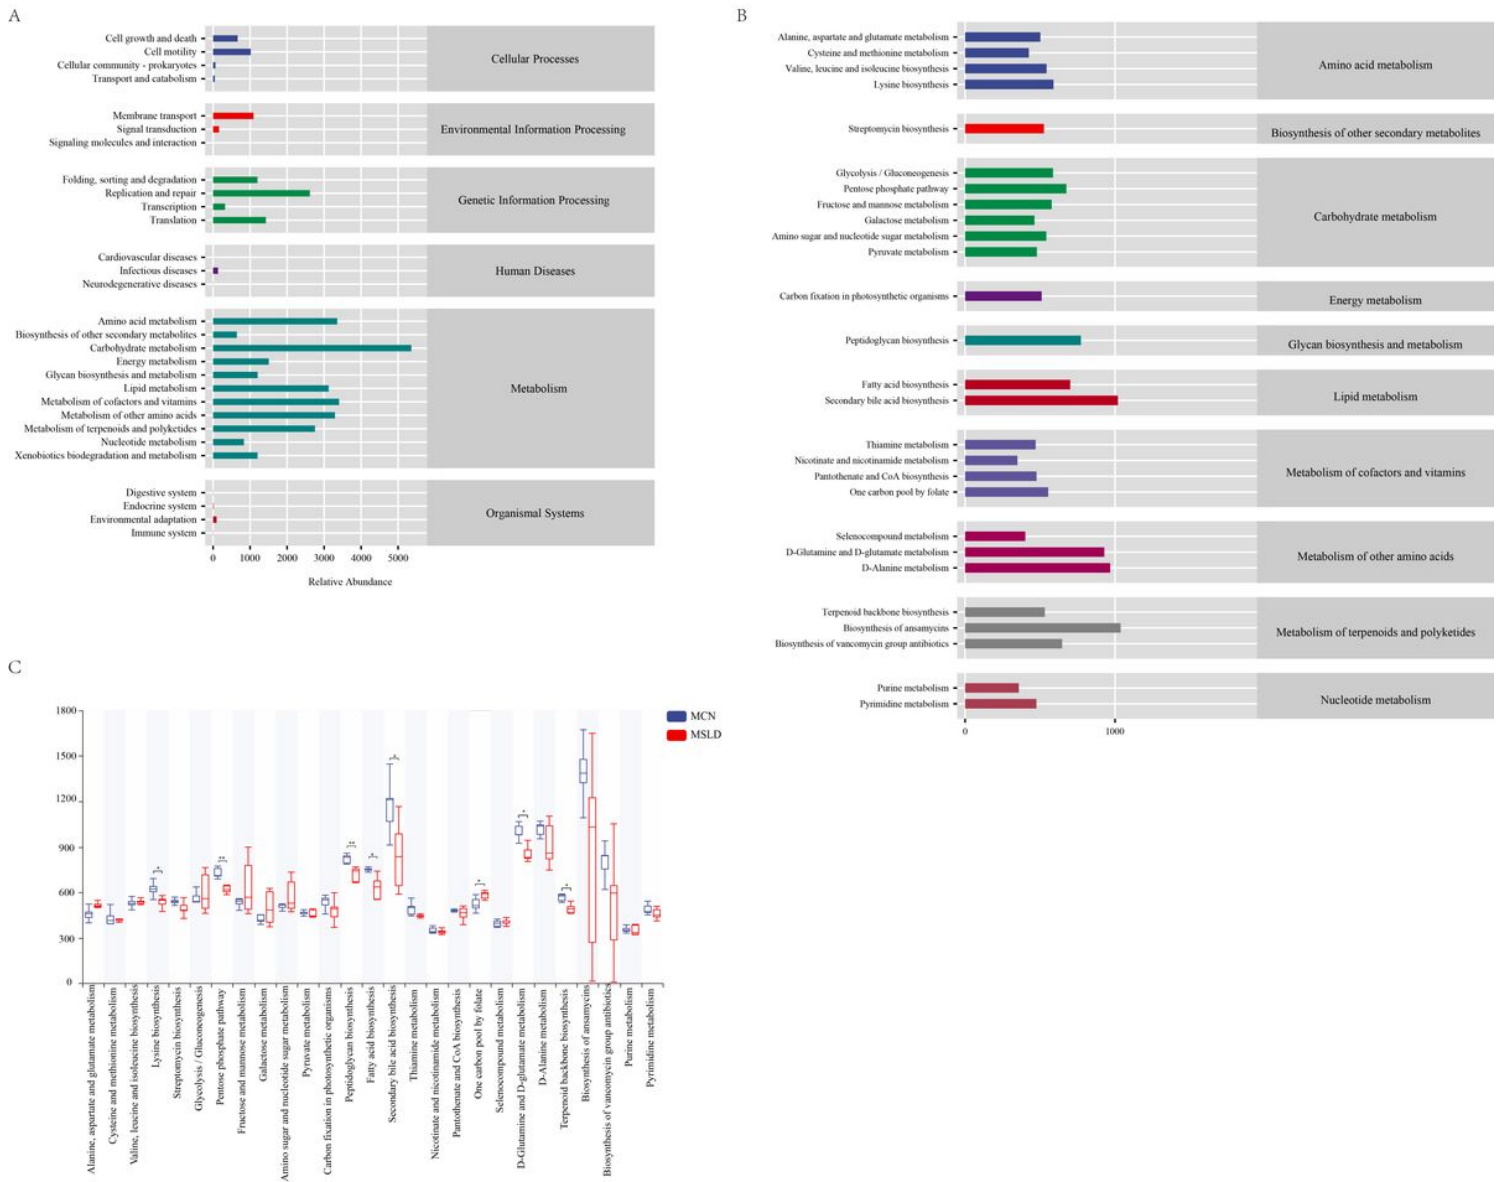 A
Cell growth and death
Cell motility
Cellular community - prokaryotes
Transport and catabolism
Cellular Processes
Membrane transport
Signal transduction
Signaling molecules and interaction
Environmental Information Processing
Folding, sorting and degradation
Replication and repair
Transcription
Translation
Genetic Information Processing
Cardiovascular diseases
Infectious diseases
Neurodegenerative diseases
Human Diseases
Amino acid metabolism
Biosynthesis of other secondary metabolites
Carbohydrate metabolism
Energy metabolism
Glycan biosynthesis and metabolism
Lipid metabolism
Metabolism of cofactors and vitamins
Metabolism of other amino acids
Metabolism of terpenoids and polyketides
Nucleotide metabolism
Xenobiotics biodegradation and metabolism
Metabolism
Digestive system
Endocrine system
Environmental adaptation
Immune system
Organismal Systems
0 1000 2000 3000 4000 5000
Relative Abundance
B
Alanine, aspartate and glutamate metabolism
Cysteine and methionine metabolism
Valine, leucine and isoleucine biosynthesis
Lysine biosynthesis
Amino acid metabolism
Streptomycin biosynthesis
Biosynthesis of other secondary metabolites
Glycolysis / Gluconeogenesis
Pentose phosphate pathway
Fructose and mannose metabolism
Galactose metabolism
Amino sugar and nucleotide sugar metabolism
Pyruvate metabolism
Carbohydrate metabolism
Carbon fixation in photosynthetic organisms
Energy metabolism
Peptidoglycan biosynthesis
Glycan biosynthesis and metabolism
Fatty acid biosynthesis
Secondary bile acid biosynthesis
Lipid metabolism
Thiamine metabolism
Nicotinate and nicotinamide metabolism
Pantothenate and CoA biosynthesis
One carbon pool by folate
Metabolism of cofactors and vitamins
Selenocompound metabolism
D-Glutamine and D-glutamate metabolism
D-Alanine metabolism
Metabolism of other amino acids
Terpenoid backbone biosynthesis
Biosynthesis of ansamycins
Biosynthesis of vancomycin group antibiotics
Metabolism of terpenoids and polyketides
Purine metabolism
Pyrimidine metabolism
Nucleotide metabolism
0 1000
C
1800
1500
1200
900
600
300
0
* ** ** * * * * *
MCN
MSLD
Alanine, aspartate and glutamate metabolism
Cysteine and methionine metabolism
Valine, leucine and isoleucine biosynthesis
Lysine biosynthesis
Streptomycin biosynthesis
Glycolysis / Gluconeogenesis
Pentose phosphate pathway
Fructose and mannose metabolism
Galactose metabolism
Amino sugar and nucleotide sugar metabolism
Pyruvate metabolism
Carbon fixation in photosynthetic organisms
Peptidoglycan biosynthesis
Fatty acid biosynthesis
Secondary bile acid biosynthesis
Thiamine metabolism
Nicotinate and nicotinamide metabolism
Pantothenate and CoA biosynthesis
One carbon pool by folate
Selenocompound metabolism
D-Glutamine and D-glutamate metabolism
D-Alanine metabolism
Terpenoid backbone biosynthesis
Biosynthesis of ansamycins
Biosynthesis of vancomycin group antibiotics
Purine metabolism
Pyrimidine metabolism